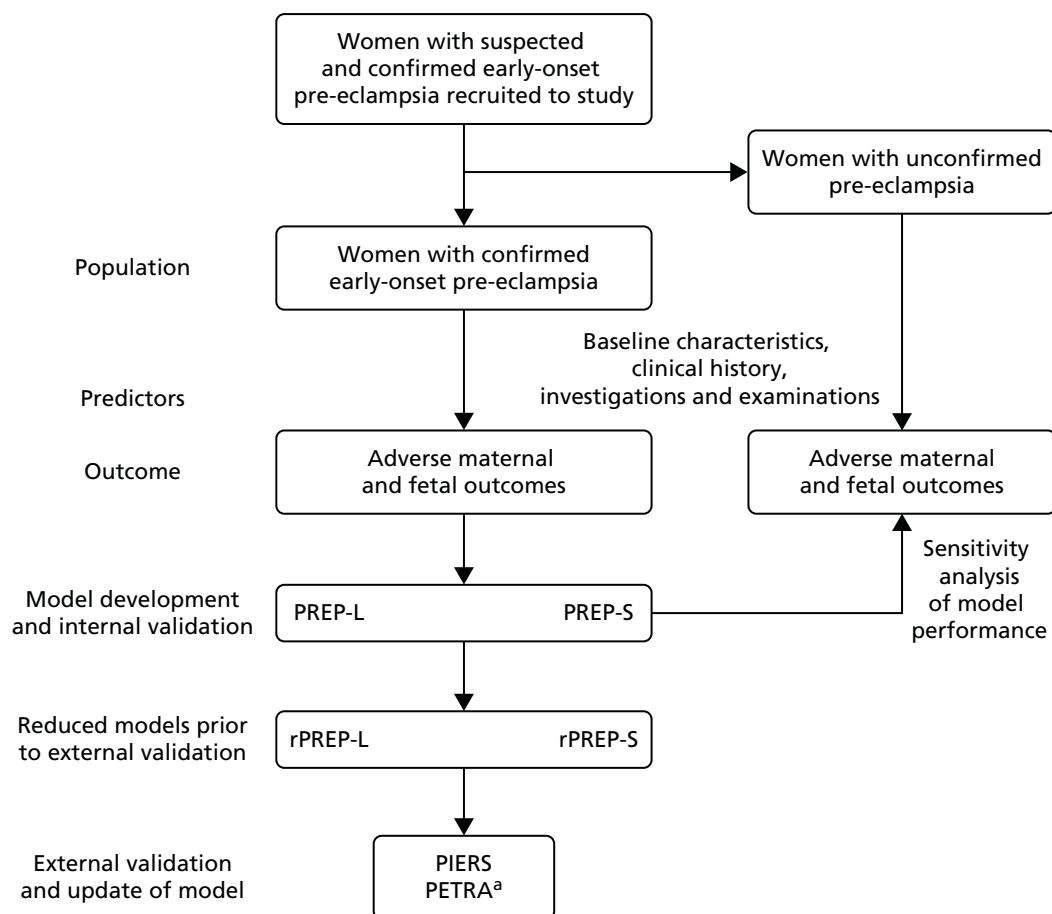 Women with suspected
and confirmed early-onset
pre-eclampsia recruited to study
Women with unconfirmed
pre-eclampsia
Population
Women with confirmed
early-onset pre-eclampsia
Baseline characteristics,
clinical history,
investigations and examinations
Predictors
Outcome
Adverse maternal
and fetal outcomes
Adverse maternal
and fetal outcomes
Sensitivity
analysis
of model
performance
Model development
and internal validation
PREP-L PREP-S
Reduced models prior
to external validation
rPREP-L rPREP-S
External validation
and update of model
PIERS
PETRAᵃ